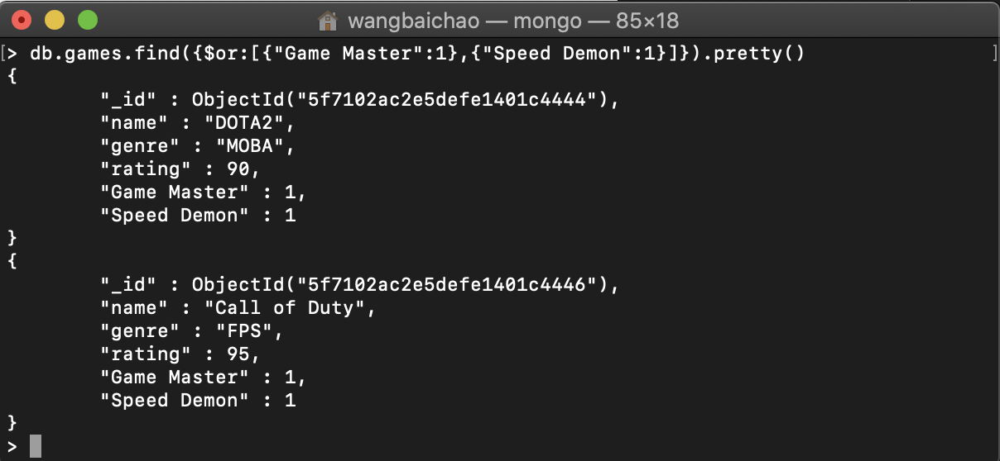 wangbaichao — mongo — 85×18
[> db.games.find({$or:[{"Game Master":1},{"Speed Demon":1}]}).pretty() ]
{
"_id" : ObjectId("5f7102ac2e5defe1401c4444"),
"name" : "DOTA2",
"genre" : "MOBA",
"rating" : 90,
"Game Master" : 1,
"Speed Demon" : 1
}
{
"_id" : ObjectId("5f7102ac2e5defe1401c4446"),
"name" : "Call of Duty",
"genre" : "FPS",
"rating" : 95,
"Game Master" : 1,
"Speed Demon" : 1
}
>